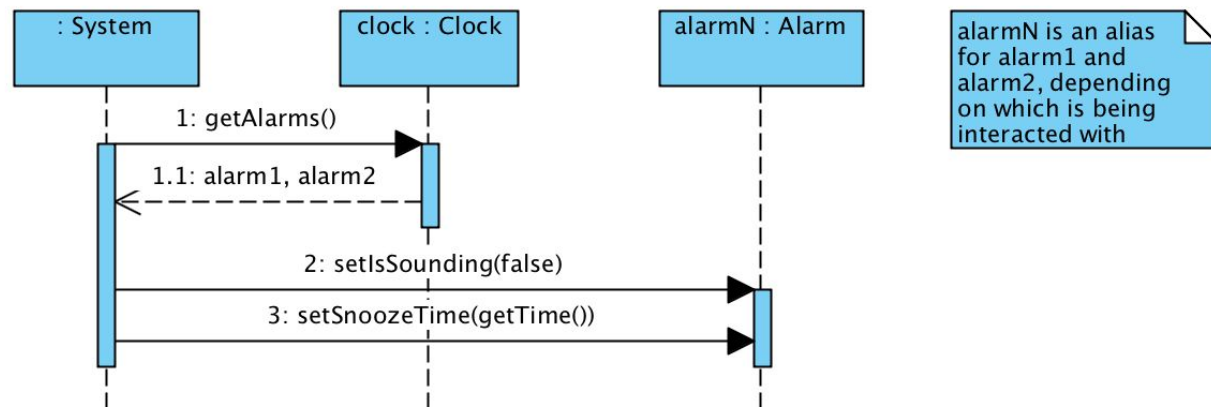 : System
clock : Clock
alarmN : Alarm
alarmN is an alias
for alarm1 and
alarm2, depending
on which is being
interacted with
1: getAlarms()
1.1: alarm1, alarm2
2: setIsSounding(false)
3: setSnoozeTime(getTime())